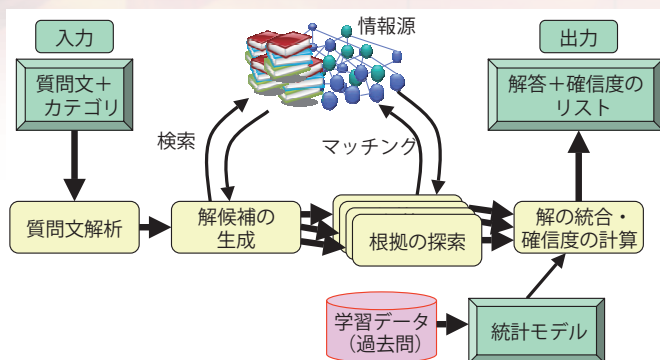 入力
質問文＋
カテゴリ
情報源
出力
解答＋確信度の
リスト
検索
マッチング
質問文解析
解候補の
生成
根拠の探索
解の統合・
確信度の計算
学習データ
（過去問）
統計モデル